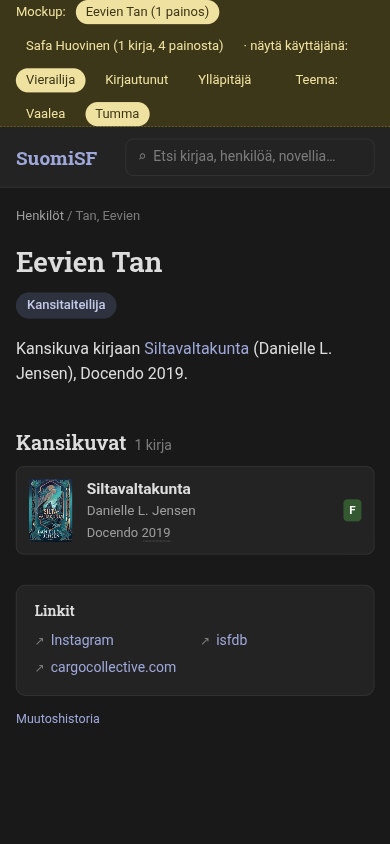 Mockup: Eevien Tan (1 painos)
Safa Huovinen (1 kirja, 4 painosta) · näytä käyttäjänä:
Vierailija Kirjautunut Ylläpitäjä Teema:
Vaalea Tumma
SuomiSF Etsi kirjaa, henkilöä, novellia…
Henkilöt / Tan, Eevien
Eevien Tan
Kansitaiteilija
Kansikuva kirjaan Siltavaltakunta (Danielle L.
Jensen), Docendo 2019.
Kansikuvat 1 kirja
Siltavaltakunta
Danielle L. Jensen
F
Docendo 2019
Linkit
↗ Instagram ↗ isfdb
↗ cargocollective.com
Muutoshistoria